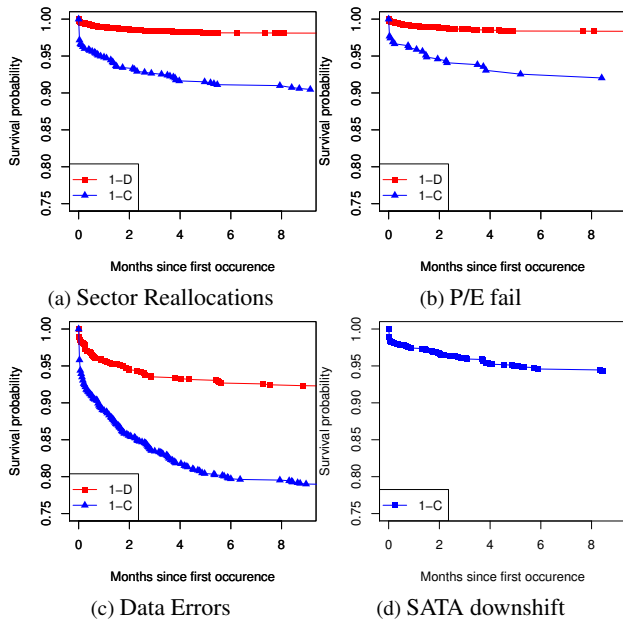 Survival probability
1.00
0.95
0.90
0.85
0.80
0.75
1−D
1−C
0 2 4 6 8
Months since first occurence
(a) Sector Reallocations
Survival probability
1.00
0.95
0.90
0.85
0.80
0.75
1−D
1−C
0 2 4 6 8
Months since first occurence
(b) P/E fail
Survival probability
1.00
0.95
0.90
0.85
0.80
0.75
1−D
1−C
0 2 4 6 8
Months since first occurence
(c) Data Errors
Survival probability
1.00
0.95
0.90
0.85
0.80
0.75
1−C
0 2 4 6 8
Months since first occurence
(d) SATA downshift